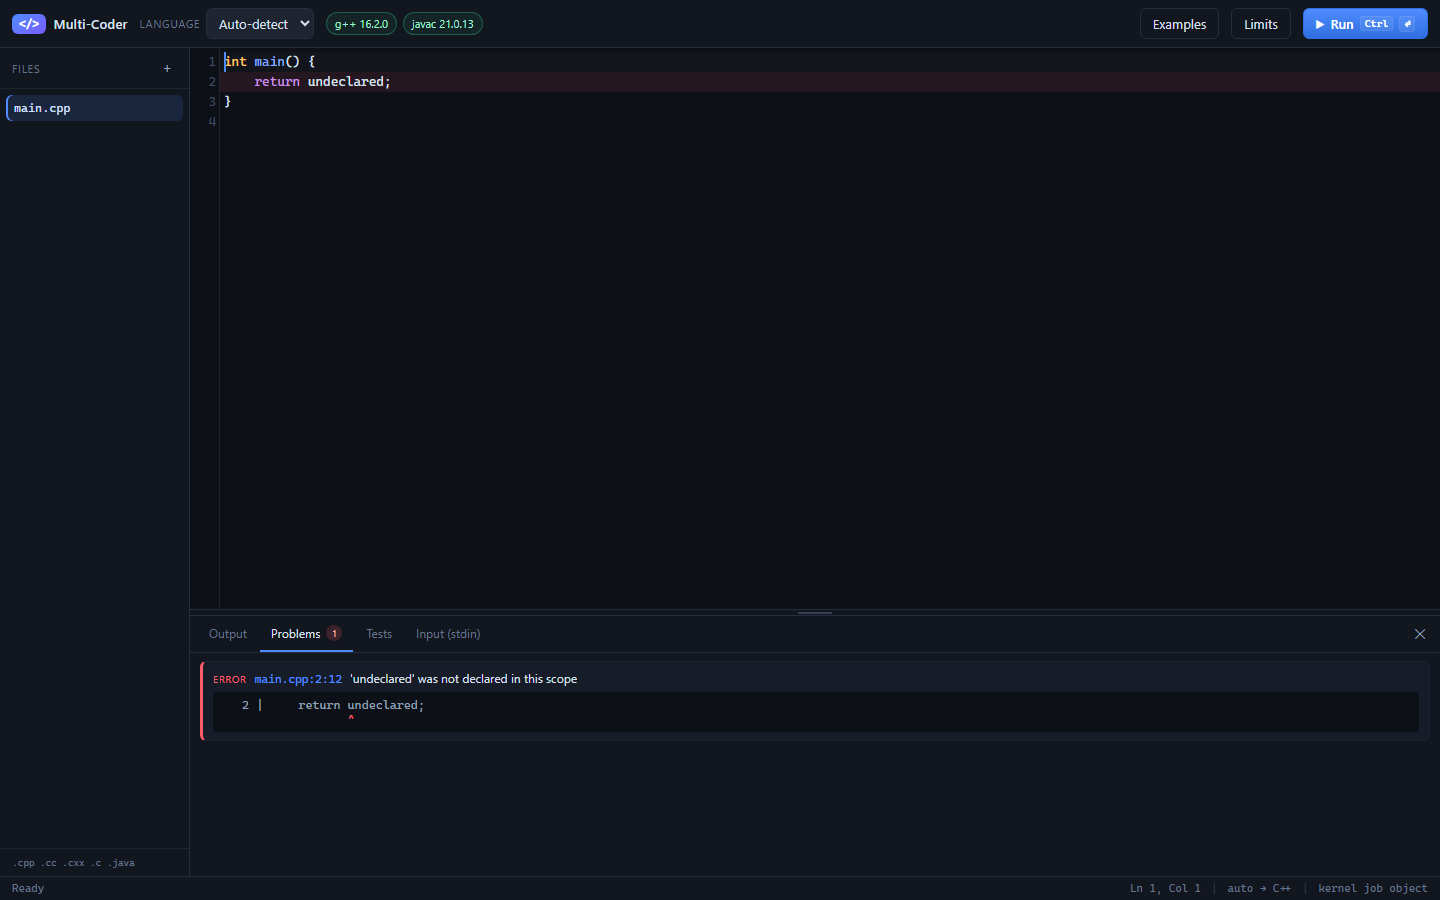 </> Multi-Coder LANGUAGE Auto-detect g++ 16.2.0 javac 21.0.13 Examples Limits ▶ Run Ctrl ⏎
FILES +
main.cpp
1 int main() {
2     return undeclared;
3 }
4
Output Problems 1 Tests Input (stdin) ×
ERROR main.cpp:2:12 'undeclared' was not declared in this scope
2 |     return undeclared;
^
.cpp .cc .cxx .c .java
Ready Ln 1, Col 1 | auto → C++ | kernel job object